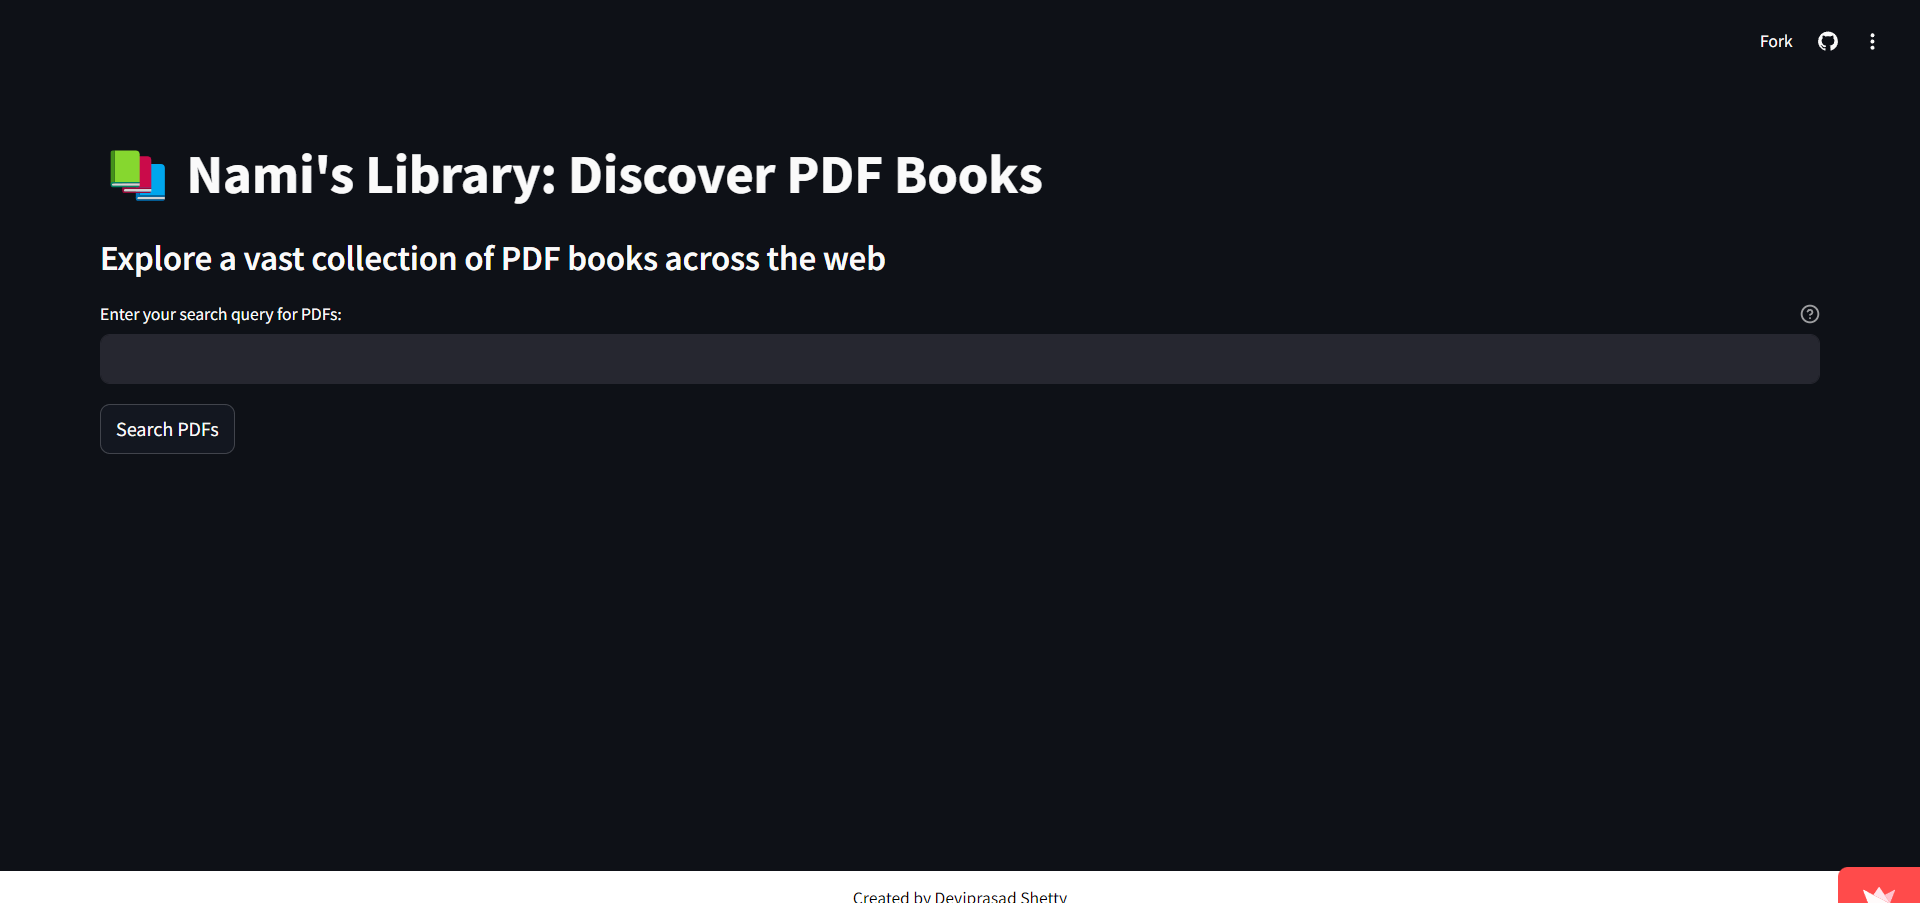 Fork
Nami's Library: Discover PDF Books
Explore a vast collection of PDF books across the web
Enter your search query for PDFs:
Search PDFs
Created by Deviprasad Shetty